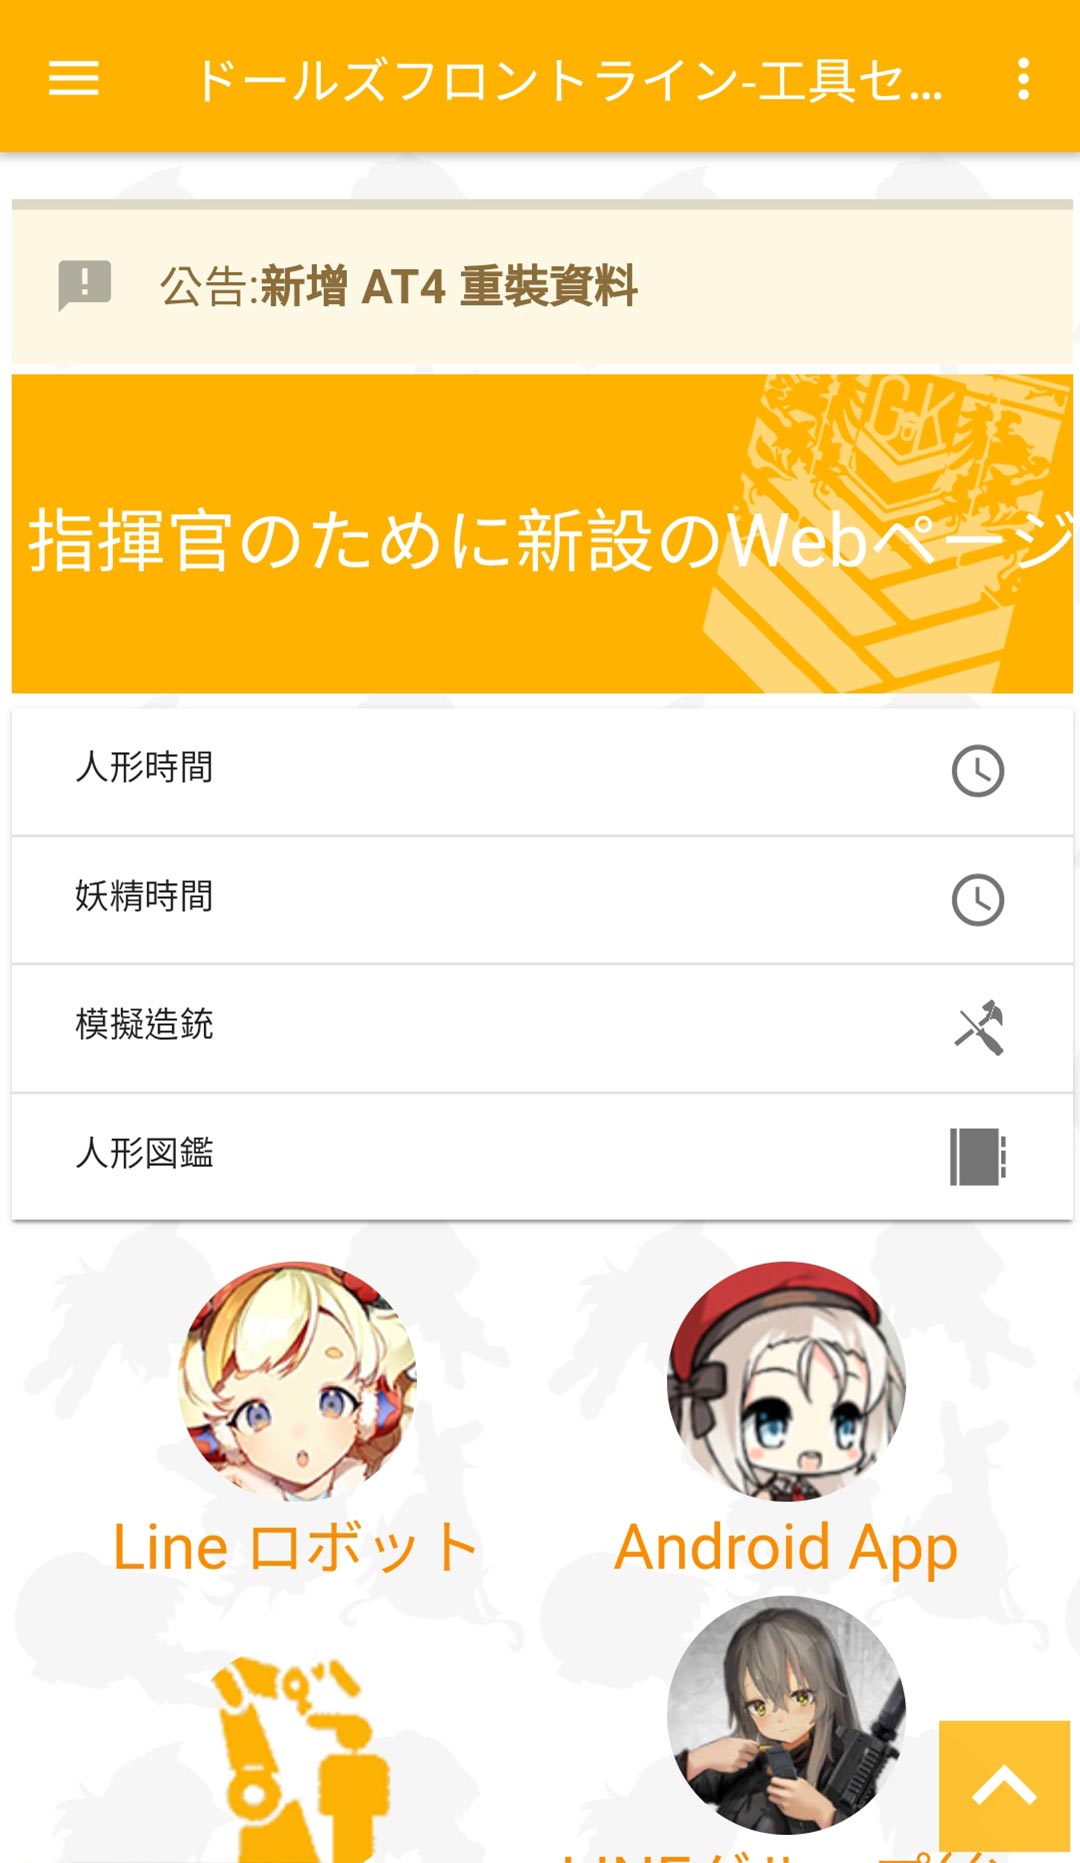 ドールズフロントライン-工具セ...
公告:新增 AT4 重裝資料
G&K
指揮官のために新設のWebページ
人形時間
妖精時間
模擬造銃
人形図鑑
Line ロボット
Android App